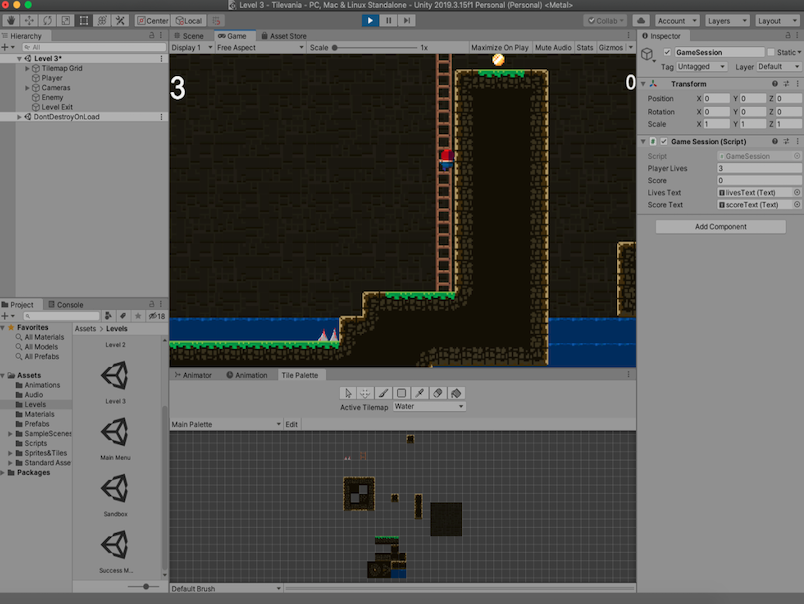 Level 3 - Tilevania - PC, Mac & Linux Standalone - Unity 2019.3.15f1 Personal (Personal) <Metal>
Center Local Collab Account Layers Layout
Hierarchy
All
Level 3*
Tilemap Grid
Player
Cameras
Enemy
Level Exit
DontDestroyOnLoad
Scene Game Asset Store
Display 1 Free Aspect Scale 1x Maximize On Play Mute Audio Stats Gizmos
3
0
Inspector
GameSession Static
Tag Untagged Layer Default
Transform
Position X 0 Y 0 Z 0
Rotation X 0 Y 0 Z 0
Scale X 1 Y 1 Z 1
Game Session (Script)
Script GameSession
Player Lives 3
Score 0
Lives Text livesText (Text)
Score Text scoreText (Text)
Add Component
Project Console
18
Favorites
All Materials
All Models
All Prefabs
Assets
Animations
Audio
Levels
Materials
Prefabs
SampleScenes
Scripts
Sprites&Tiles
Standard Asse
Packages
Assets > Levels
Level 2
Level 3
Main Menu
Sandbox
Success M...
Animator Animation Tile Palette
Active Tilemap Water
Main Palette Edit
Default Brush